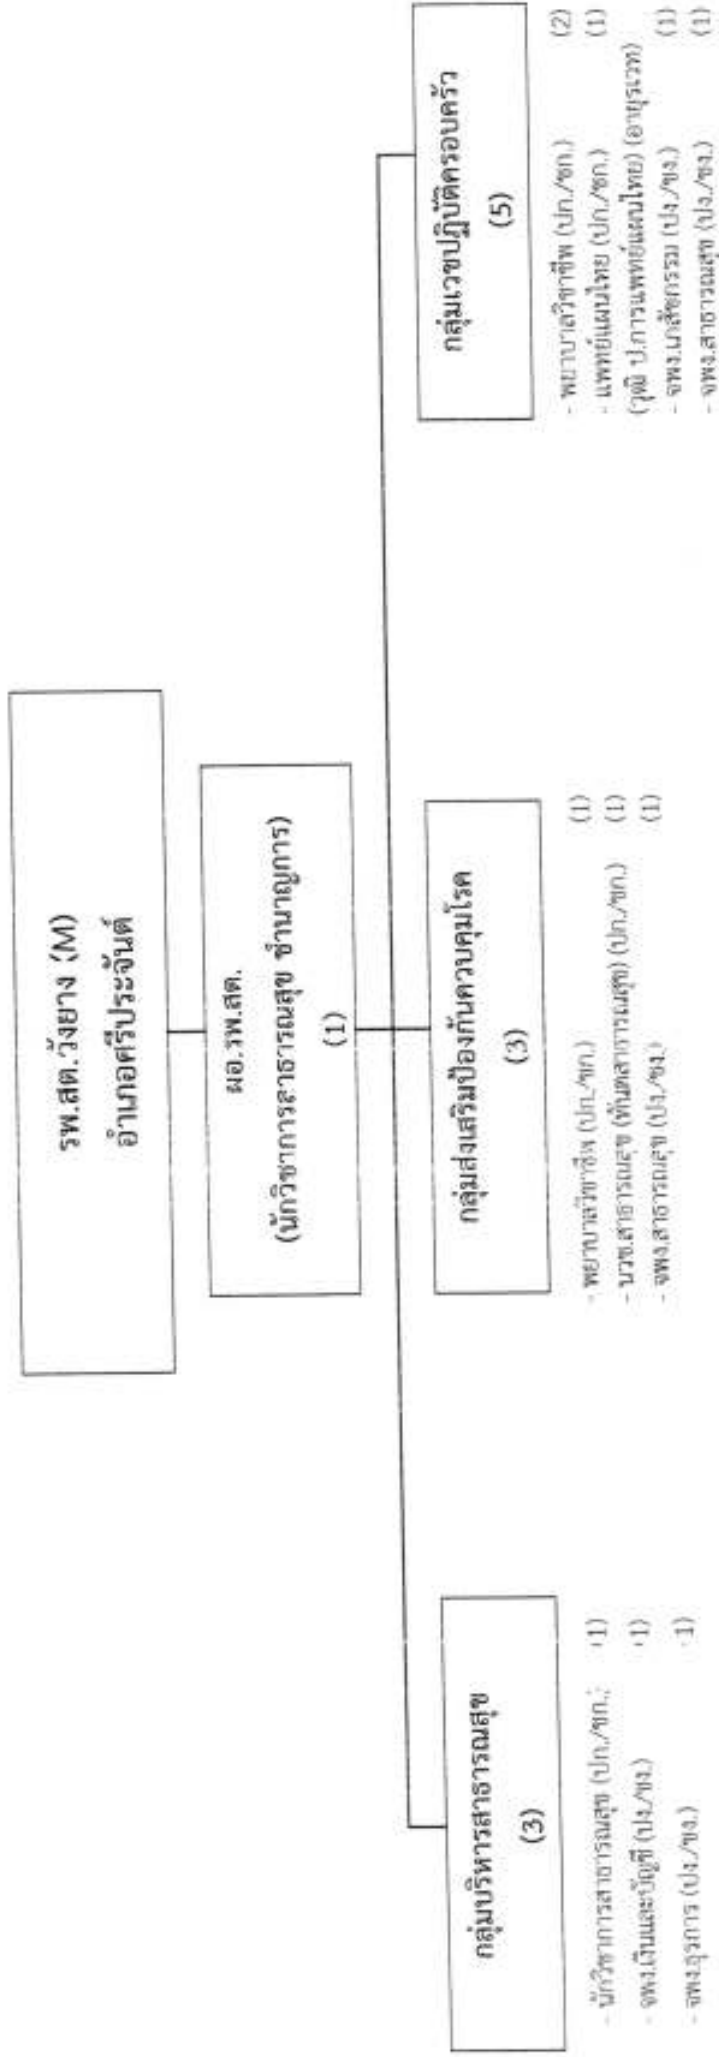 รพ.สต.วังยาง (M)
อำเภอศรีประจันต์
ผอ.รพ.สต.
(นักวิชาการสาธารณสุข ชำนาญการ)
(1)
กลุ่มบริหารสาธารณสุข
(3)
- นักวิชาการสาธารณสุข (ปก./ชก.) (1)
- จพง.เงินและบัญชี (ปง./ชง.) (1)
- จพง.ธุรการ (ปง./ชง.) (1)
กลุ่มส่งเสริมป้องกันควบคุมโรค
(3)
- พยาบาลวิชาชีพ (ปก./ชก.) (1)
- นวช.สาธารณสุข (ทันตสาธารณสุข) (ปก./ชก.) (1)
- จพง.สาธารณสุข (ปง./ชง.) (1)
กลุ่มเวชปฏิบัติครอบครัว
(5)
- พยาบาลวิชาชีพ (ปก./ชก.) (2)
- แพทย์แผนไทย (ปก./ชก.) (1)
(วุฒิ ป.การแพทย์แผนไทย) (อายุรเวท)
- จพง.เภสัชกรรม (ปง./ชง.) (1)
- จพง.สาธารณสุข (ปง./ชง.) (1)